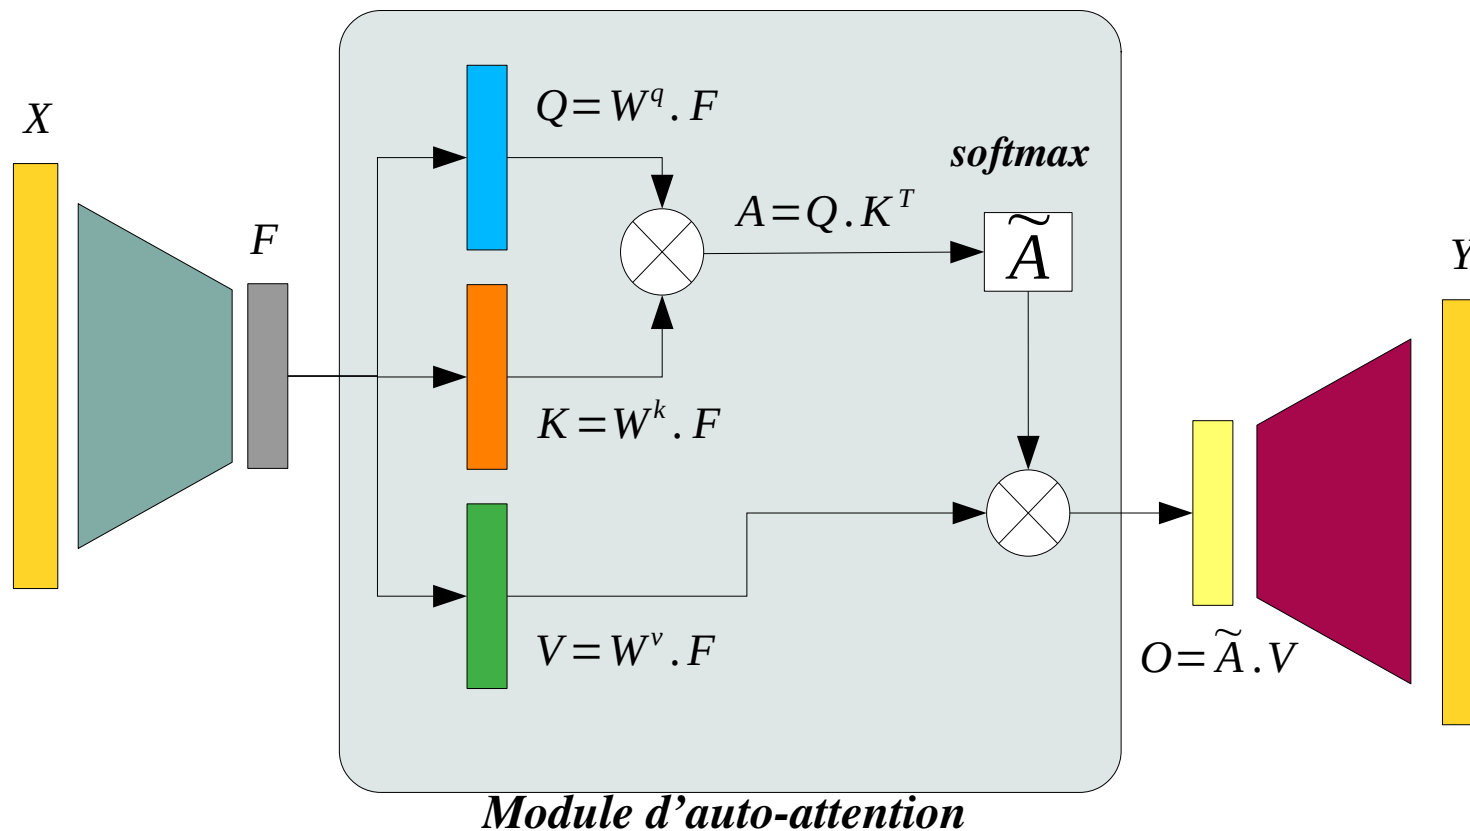 X
F
Q=W^q.F
K=W^k.F
V=W^v.F
A=Q.K^T
softmax
Ã
O=Ã.V
Y
Module d’auto-attention